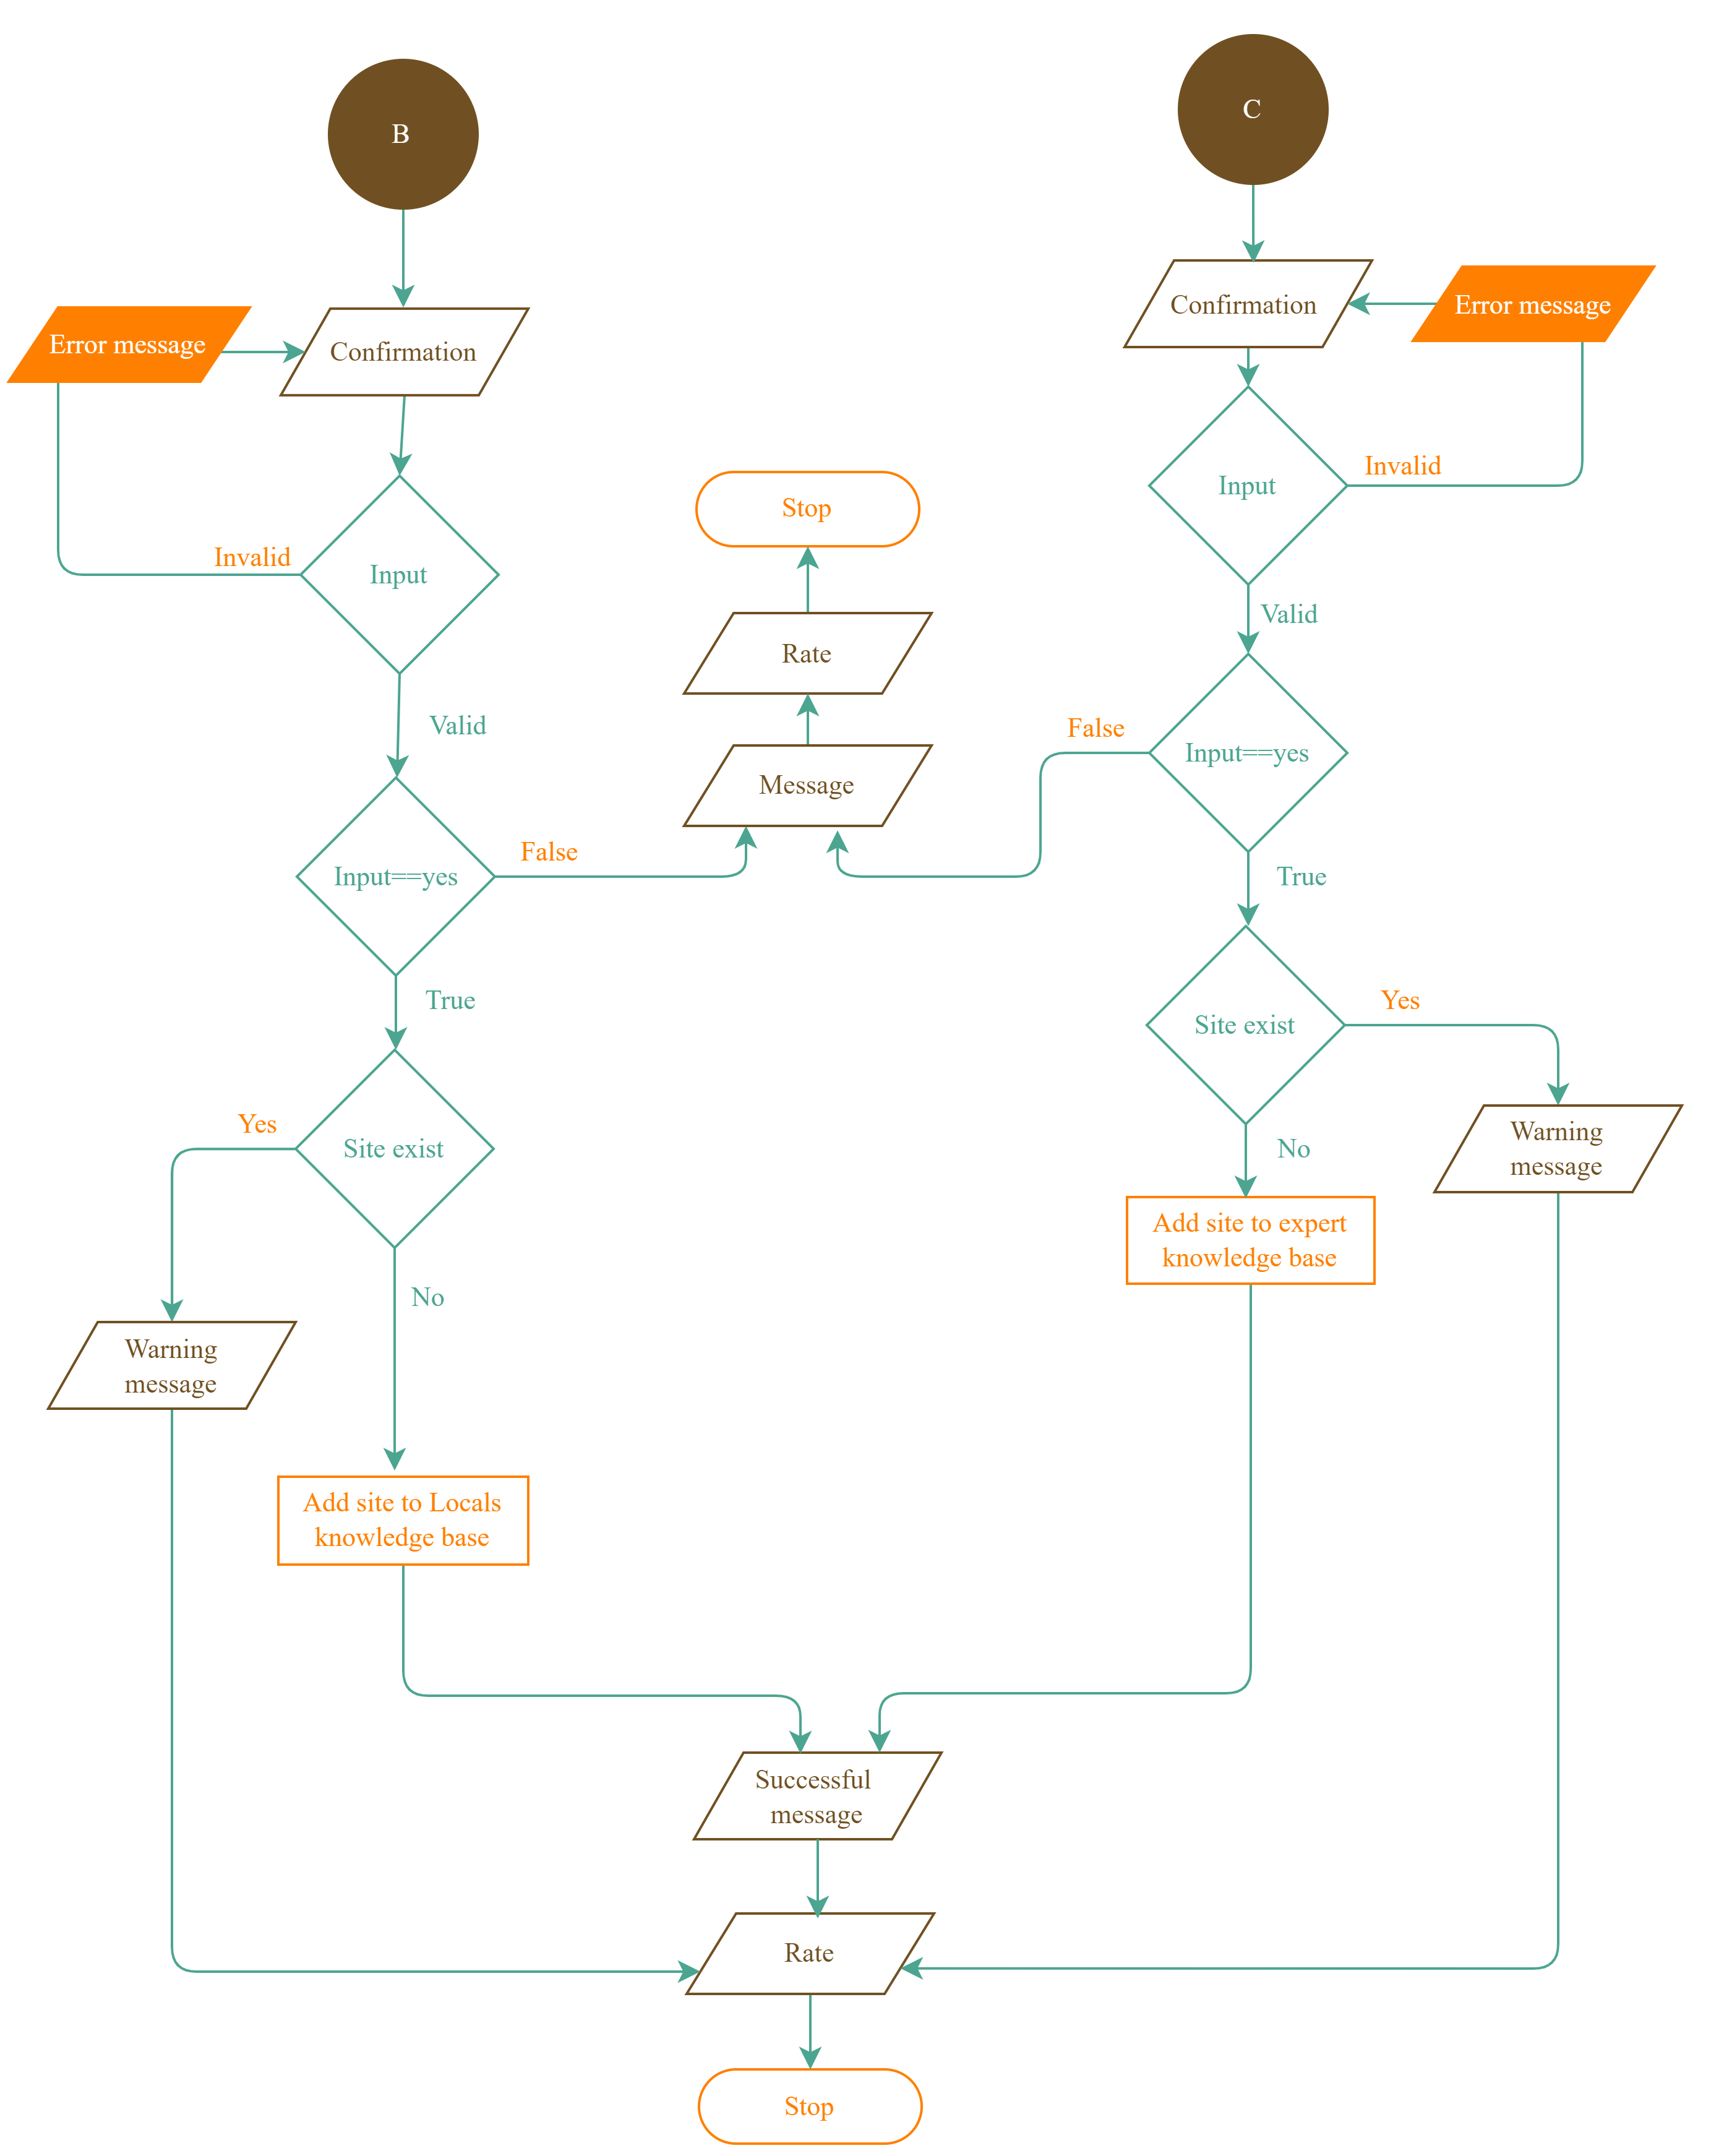 C
B
Confirmation
Error message
Error message
Confirmation
Invalid
Input
Stop
Invalid
Input
Valid
Rate
Valid
False
Input==yes
Message
False
Input==yes
True
True
Yes
Site exist
Yes
Site exist
Warning
message
No
Add site to expert
knowledge base
No
Warning
message
Add site to Locals
knowledge base
Successful
message
Rate
Stop